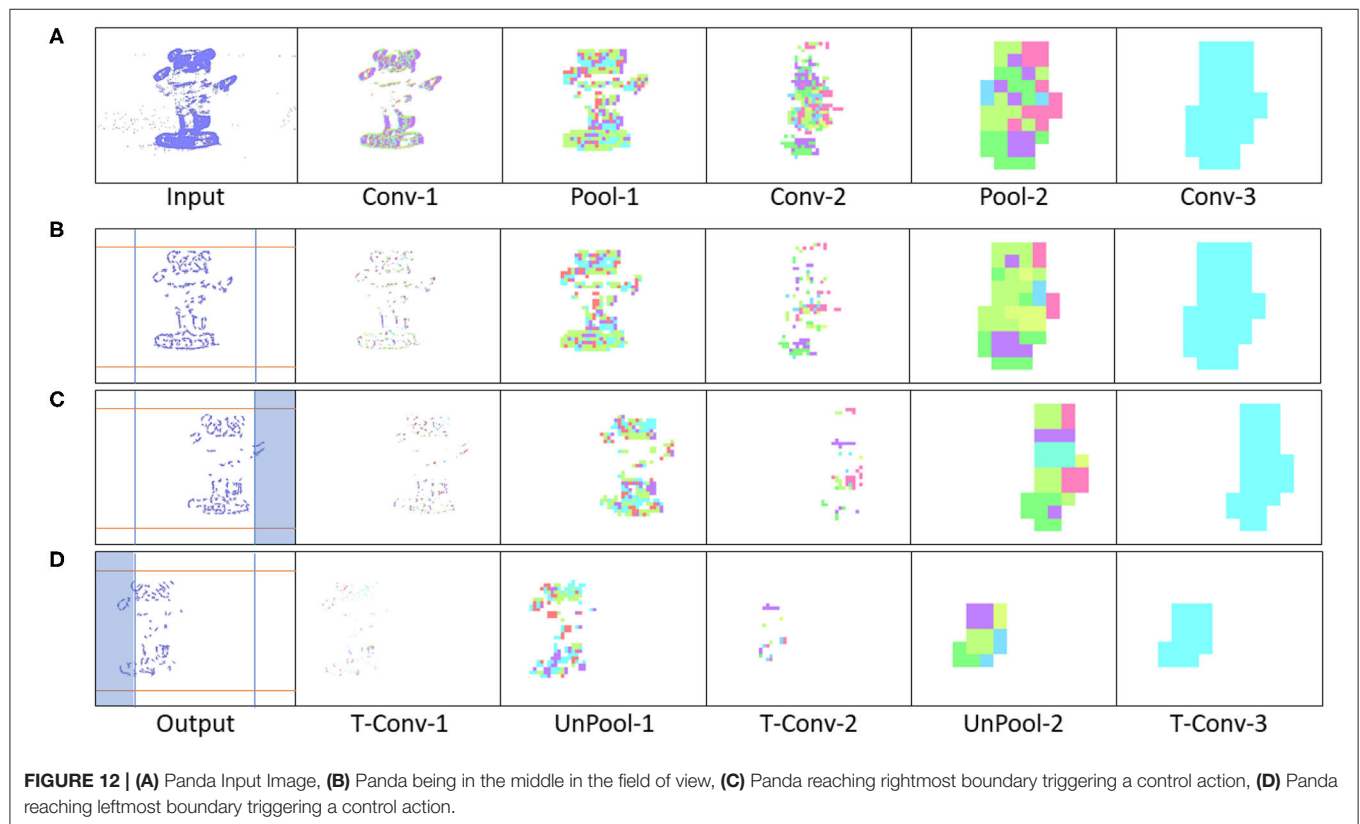 A
Input Conv-1 Pool-1 Conv-2 Pool-2 Conv-3
B
C
D
Output T-Conv-1 UnPool-1 T-Conv-2 UnPool-2 T-Conv-3
FIGURE 12 | (A) Panda Input Image, (B) Panda being in the middle in the field of view, (C) Panda reaching rightmost boundary triggering a control action, (D) Panda
reaching leftmost boundary triggering a control action.